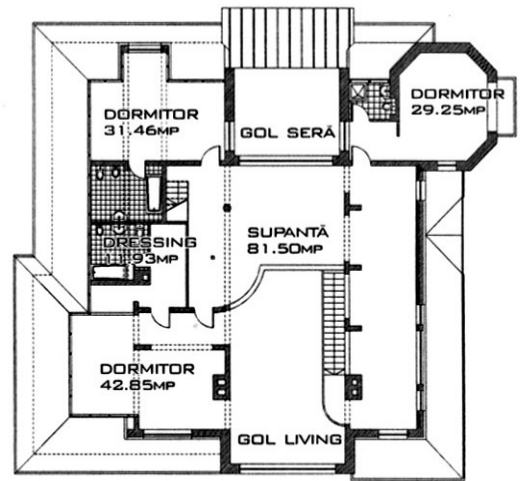 DORMITOR
31.46MP
GOL SERĂ
DORMITOR
29.25MP
DRESSING
11.93MP
SUPANTĂ
81.50MP
DORMITOR
42.85MP
GOL LIVING